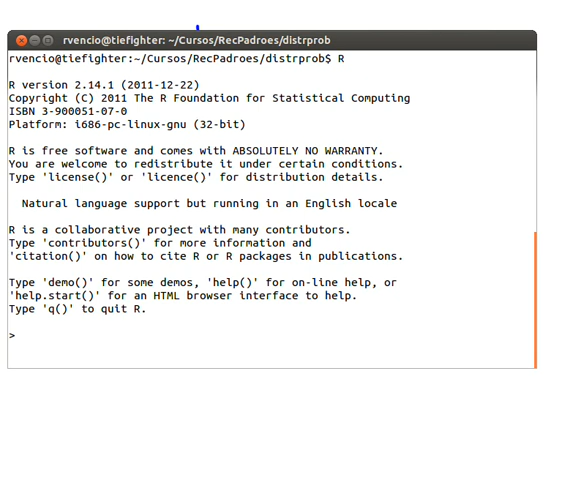 rvencio@tiefighter: ~/Cursos/RecPadroes/distrprob
rvencio@tiefighter:~/Cursos/RecPadroes/distrprob$ R
R version 2.14.1 (2011-12-22)
Copyright (C) 2011 The R Foundation for Statistical Computing
ISBN 3-900051-07-0
Platform: i686-pc-linux-gnu (32-bit)
R is free software and comes with ABSOLUTELY NO WARRANTY.
You are welcome to redistribute it under certain conditions.
Type 'license()' or 'licence()' for distribution details.
Natural language support but running in an English locale
R is a collaborative project with many contributors.
Type 'contributors()' for more information and
'citation()' on how to cite R or R packages in publications.
Type 'demo()' for some demos, 'help()' for on-line help, or
'help.start()' for an HTML browser interface to help.
Type 'q()' to quit R.
>